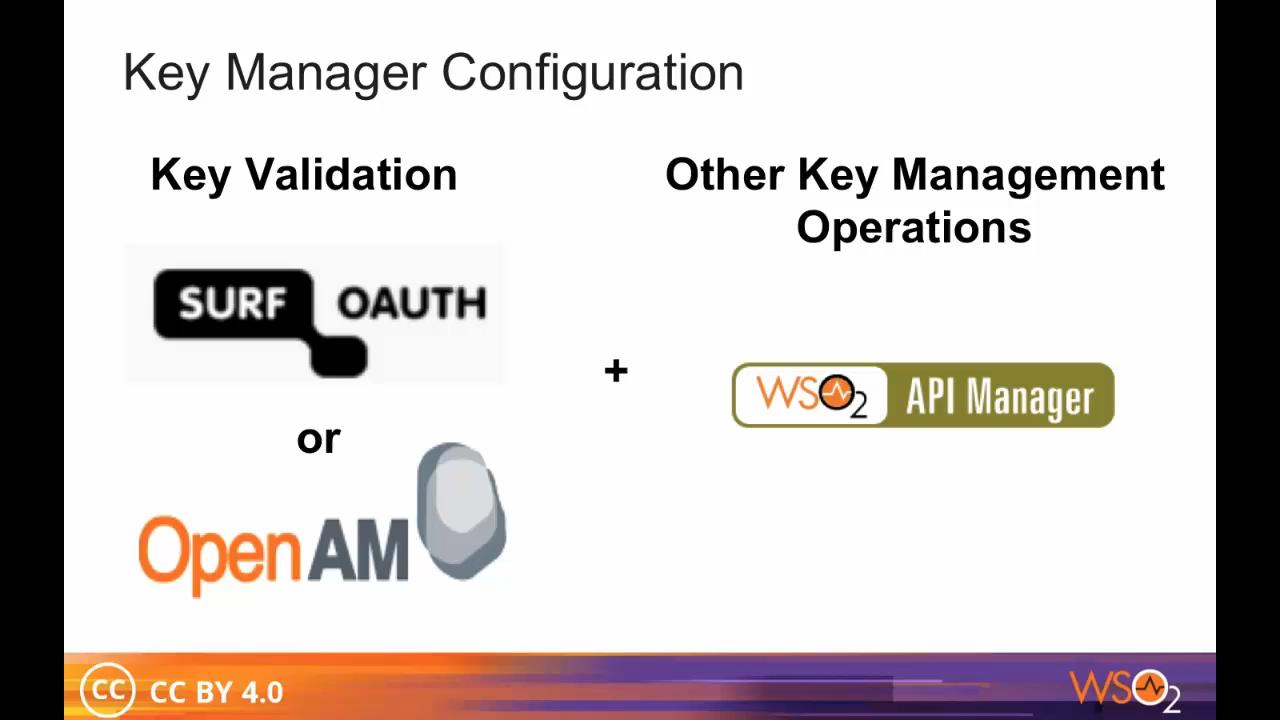 Key Manager Configuration
Key Validation
SURF OAUTH
or
OpenAM
+
Other Key Management
Operations
WSO2 API Manager
CC CC BY 4.0
WSO2